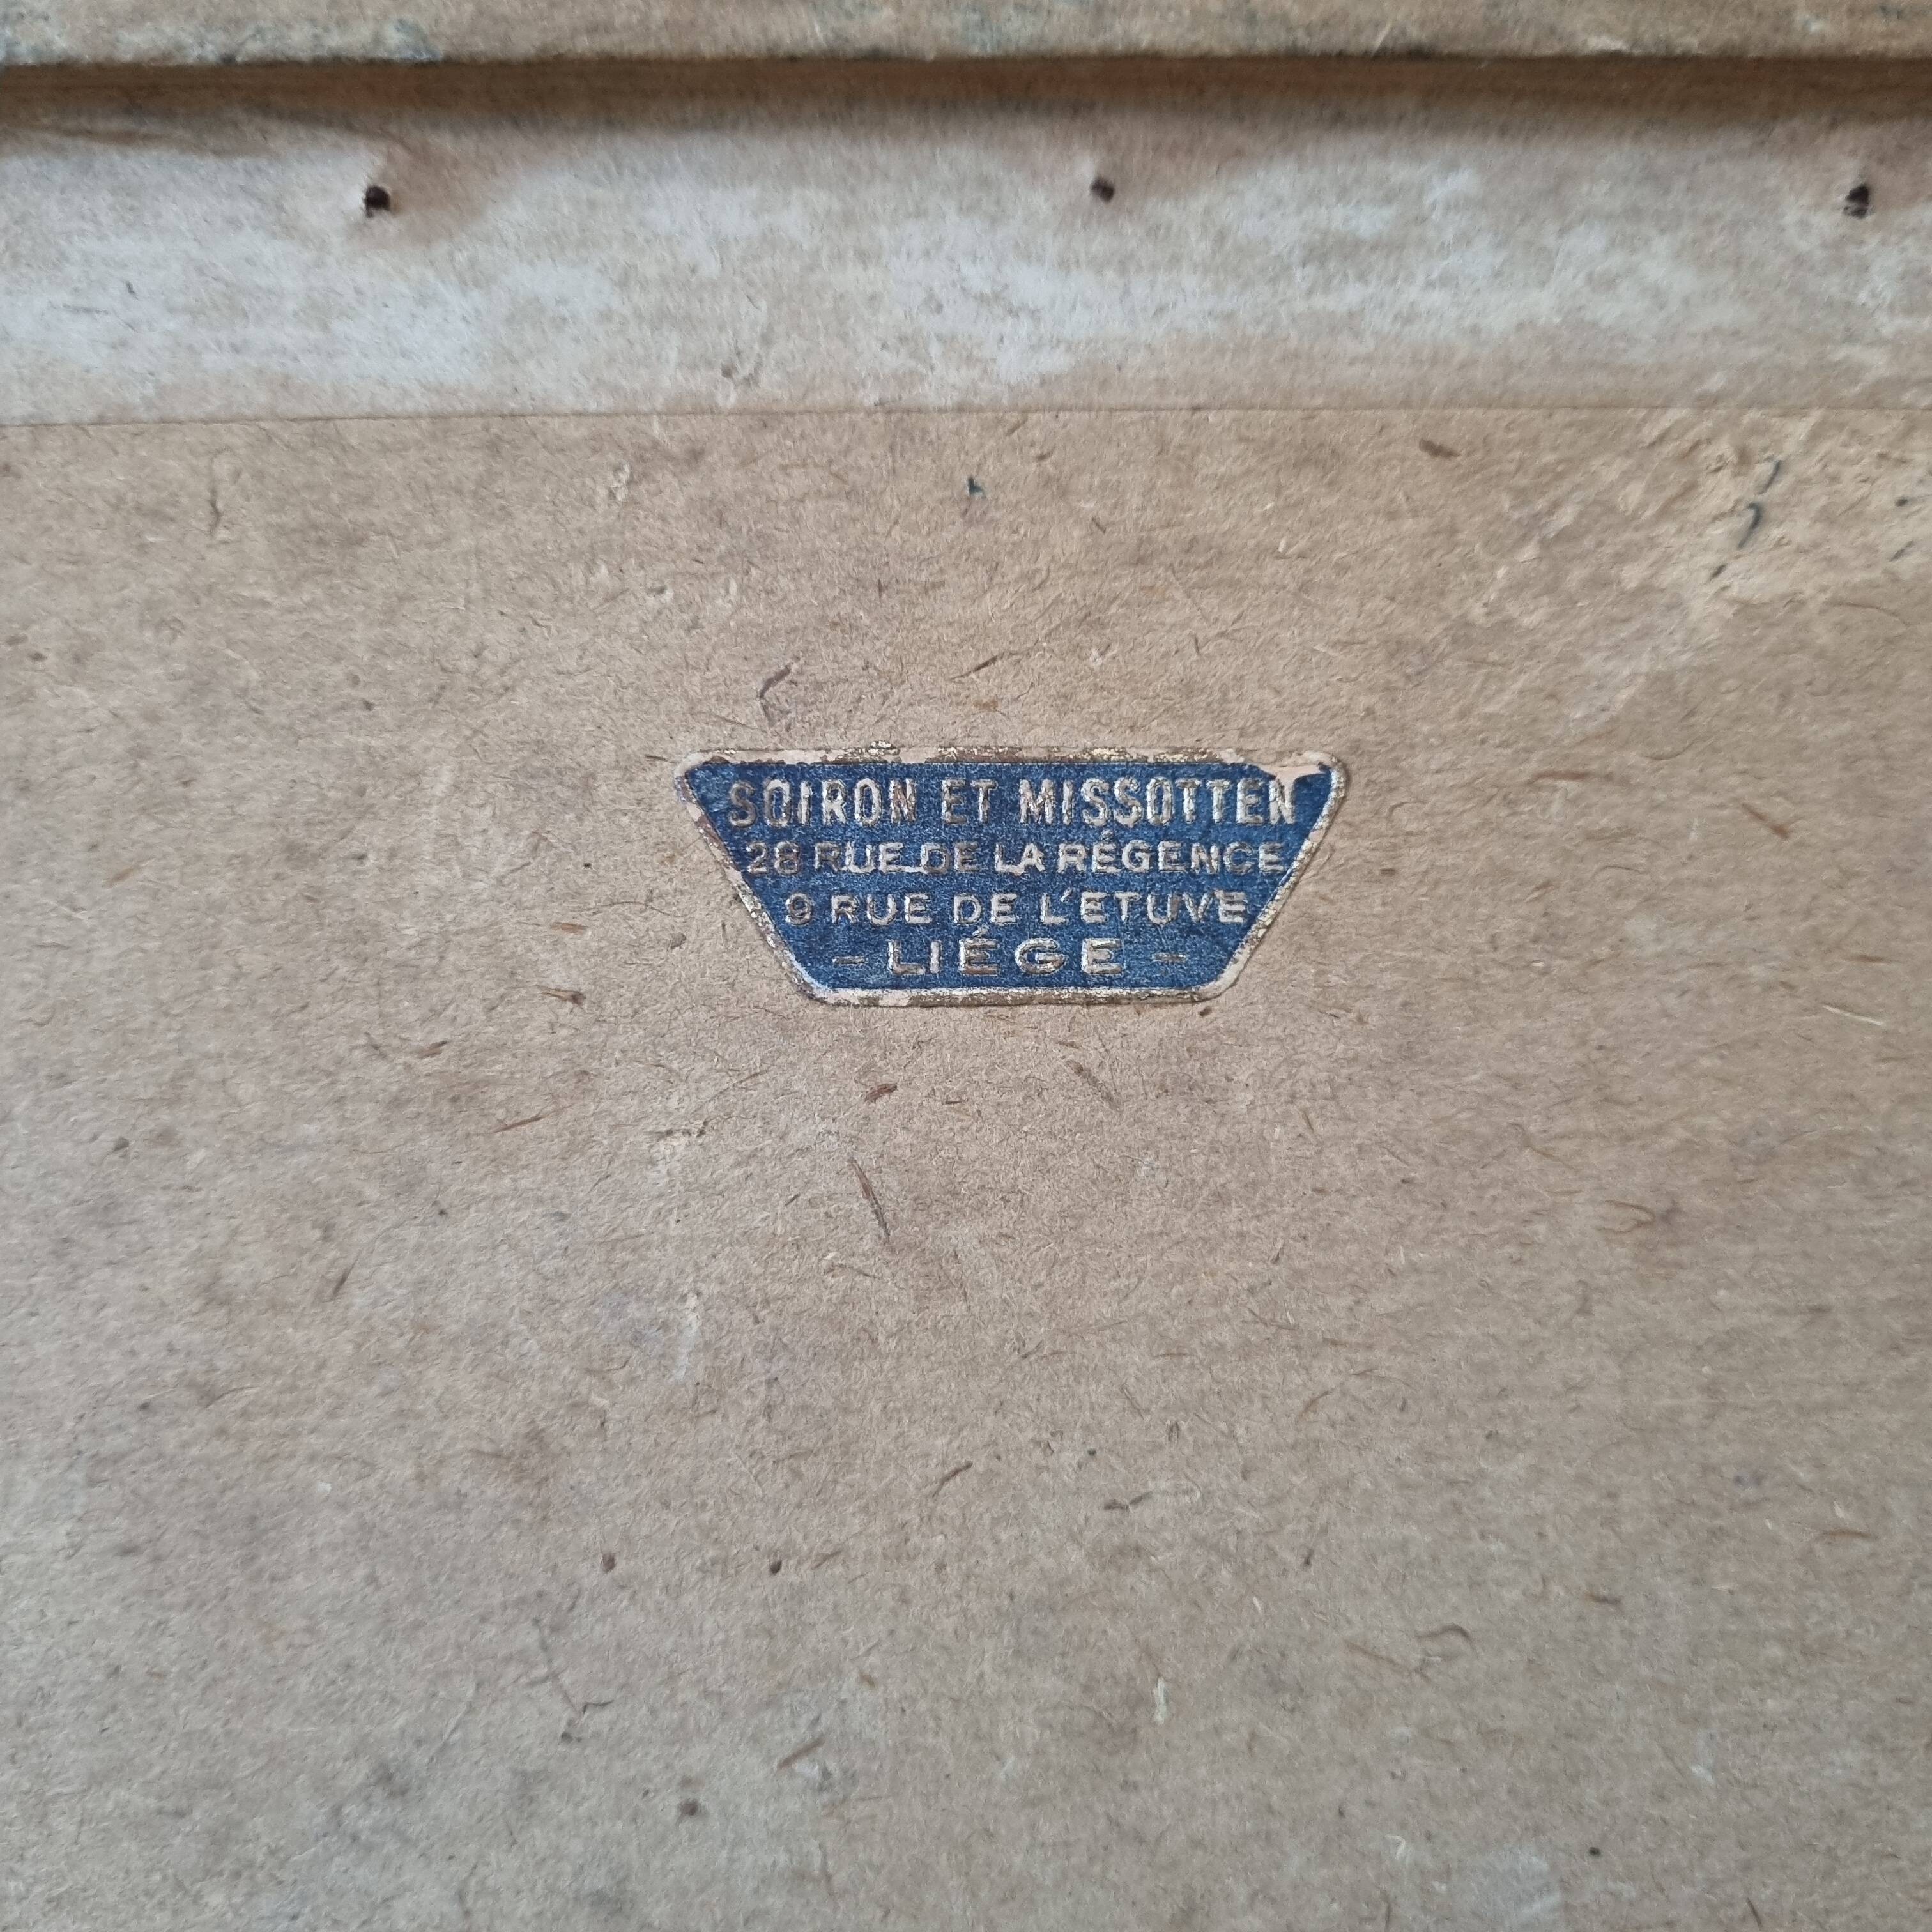 SOIRON ET MISSOTTEN
28 RUE DE LA RÉGENCE
9 RUE DE L'ETUVE
- LIÉGE -